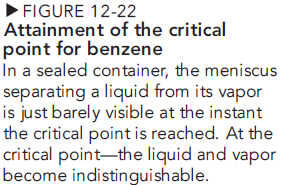 ▶FIGURE 12-22
Attainment of the critical
point for benzene
In a sealed container, the meniscus
separating a liquid from its vapor
is just barely visible at the instant
the critical point is reached. At the
critical point—the liquid and vapor
become indistinguishable.